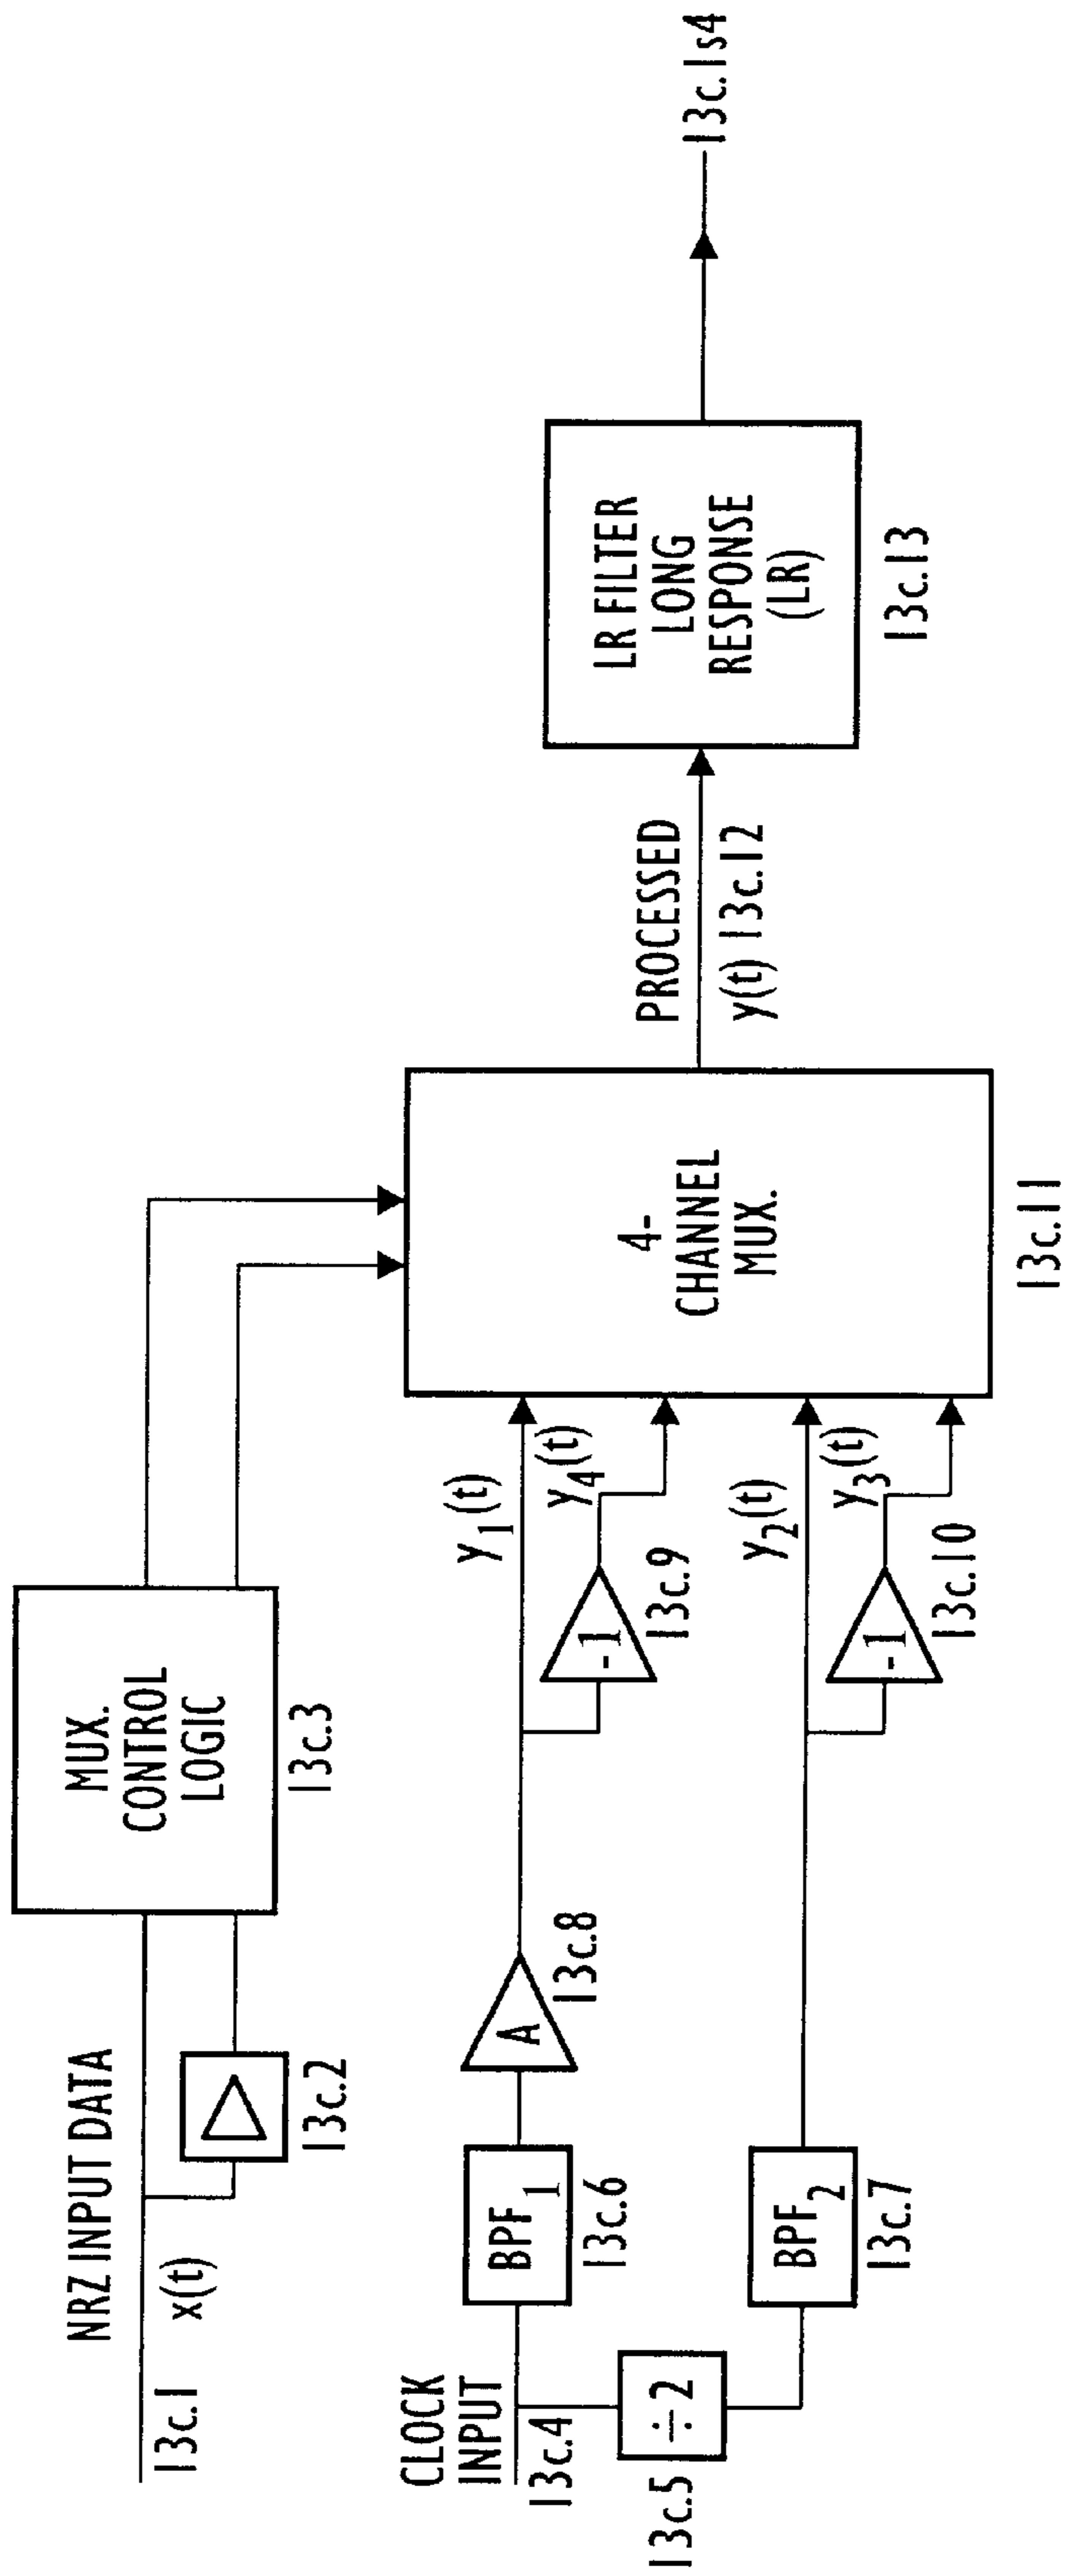 NRZ INPUT DATA
13c.1
x(t)
13c.2
MUX.
CONTROL
LOGIC
13c.3
CLOCK
INPUT
13c.4
÷2
13c.5
BPF1
13c.6
BPF2
13c.7
A
13c.8
y1(t)
-1
13c.9
y4(t)
y2(t)
-1
13c.10
y3(t)
4-
CHANNEL
MUX.
13c.11
PROCESSED
y(t) 13c.12
LR FILTER
LONG
RESPONSE
(LR)
13c.13
13c.1s4